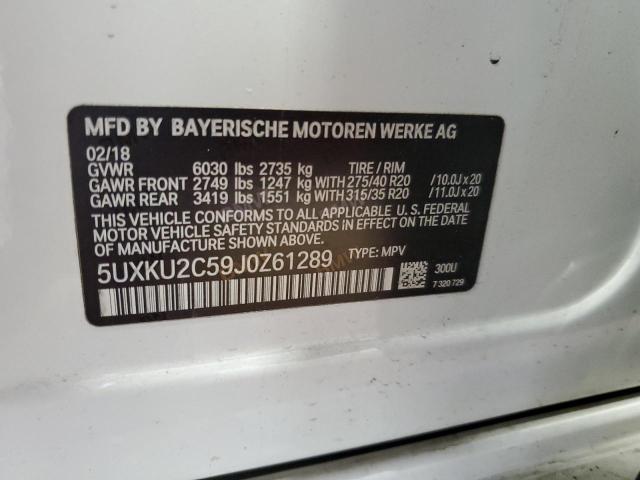 MFD BY BAYERISCHE MOTOREN WERKE AG
02/18
GVWR 6030 lbs 2735 kg TIRE / RIM
GAWR FRONT 2749 lbs 1247 kg WITH 275/40 R20 /10.0J x 20
GAWR REAR 3419 lbs 1551 kg WITH 315/35 R20 /11.0J x 20
THIS VEHICLE CONFORMS TO ALL APPLICABLE U. S. FEDERAL
MOTOR VEHICLE SAFETY STANDARDS IN EFFECT ON THE DATE
OF MANUFACTURE SHOWN ABOVE.
5UXKU2C59J0Z61289 TYPE: MPV
300U
7 320 729